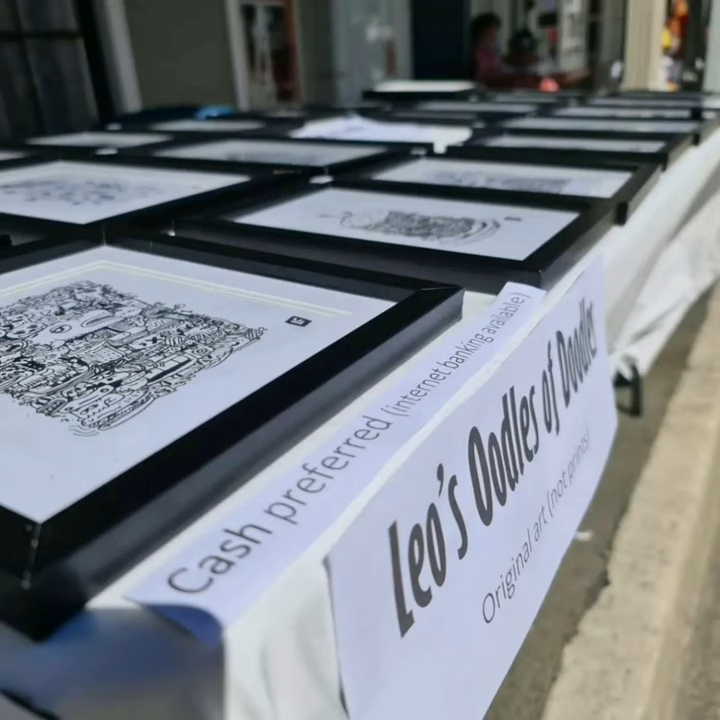 Cash preferred (internet banking available)
Leo's Oodles of Doodles
Original art (not prints)